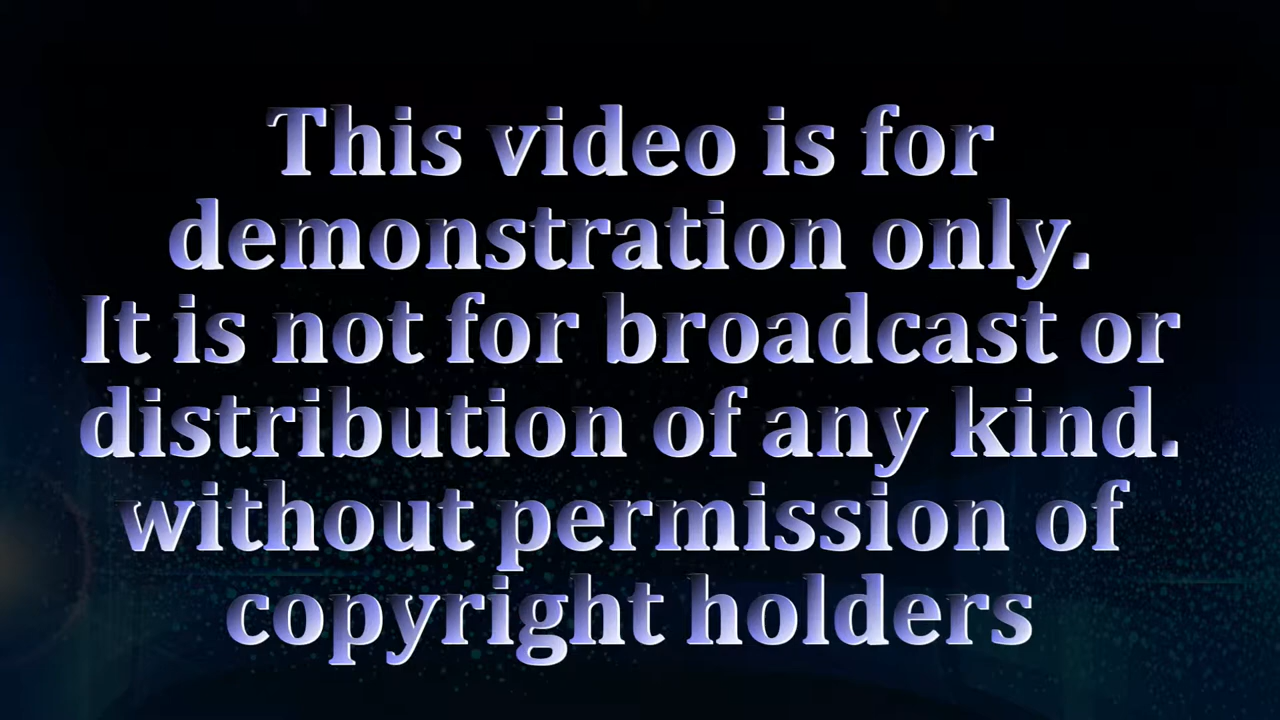 This video is for
demonstration only.
It is not for broadcast or
distribution of any kind.
without permission of
copyright holders